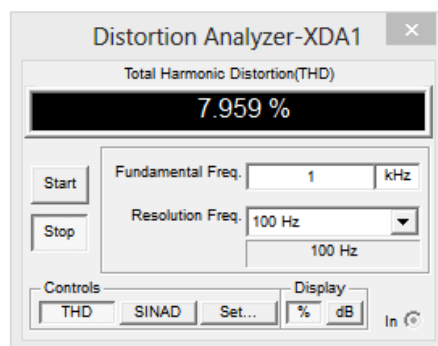 Distortion Analyzer-XDA1
Total Harmonic Distortion(THD)
7.959 %
Start
Stop
Fundamental Freq.
1
kHz
Resolution Freq.
100 Hz
100 Hz
Controls
THD
SINAD
Set...
Display
%
dB
In